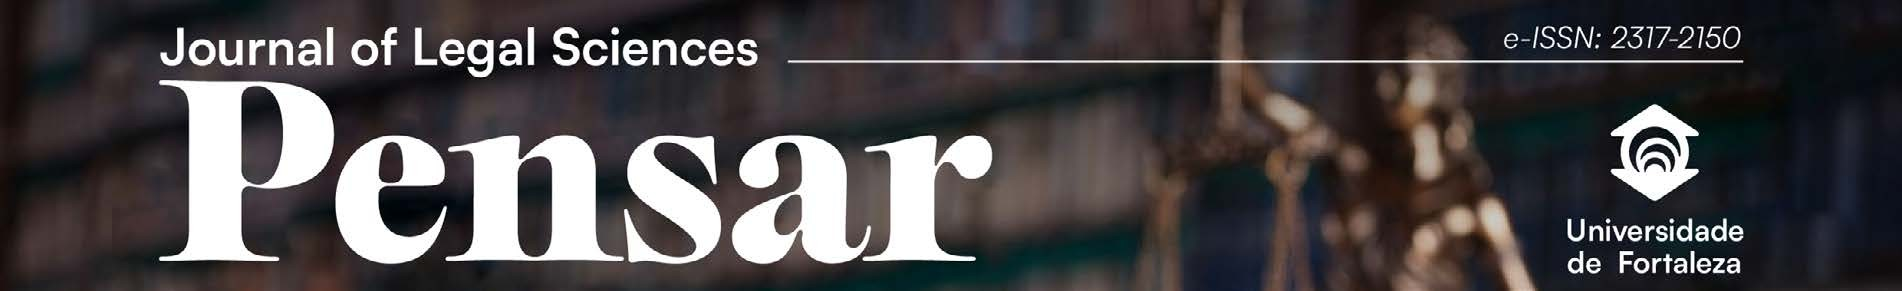 Journal of Legal Sciences
e-ISSN: 2317-2150
Pensar
Universidade
de Fortaleza